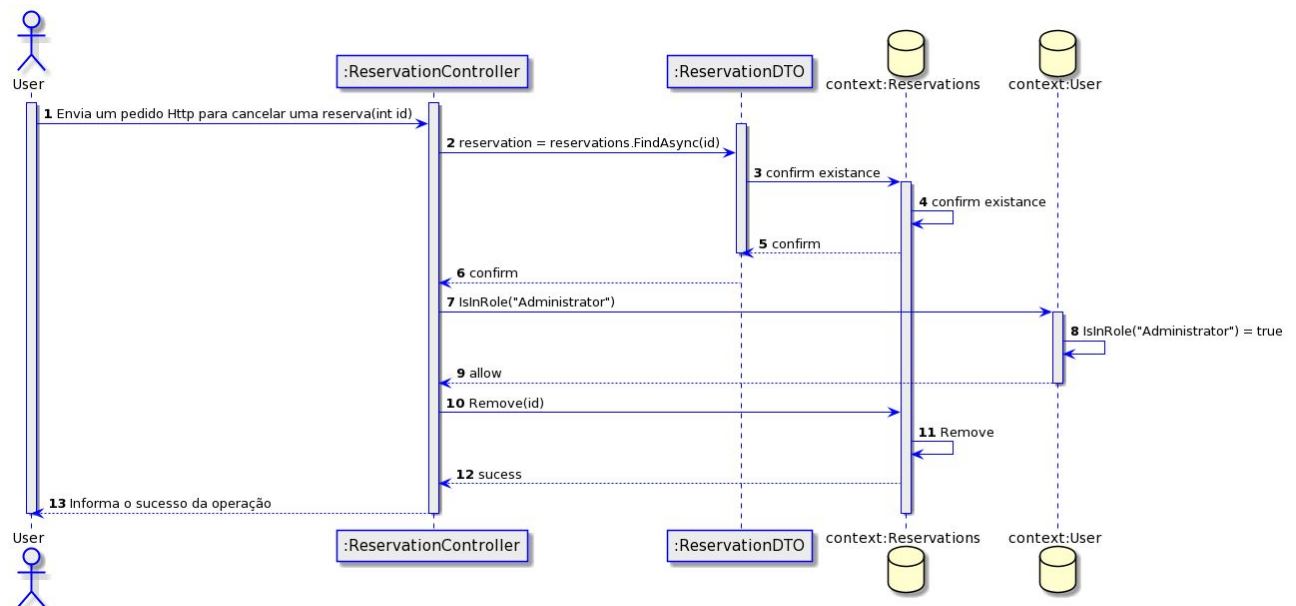 User
:ReservationController
:ReservationDTO
context:Reservations
context:User
1 Envia um pedido Http para cancelar uma reserva(int id)
2 reservation = reservations.FindAsync(id)
3 confirm existance
4 confirm existance
5 confirm
6 confirm
7 IsInRole("Administrator")
8 IsInRole("Administrator") = true
9 allow
10 Remove(id)
11 Remove
12 sucess
13 Informa o sucesso da operação
User
:ReservationController
:ReservationDTO
context:Reservations
context:User